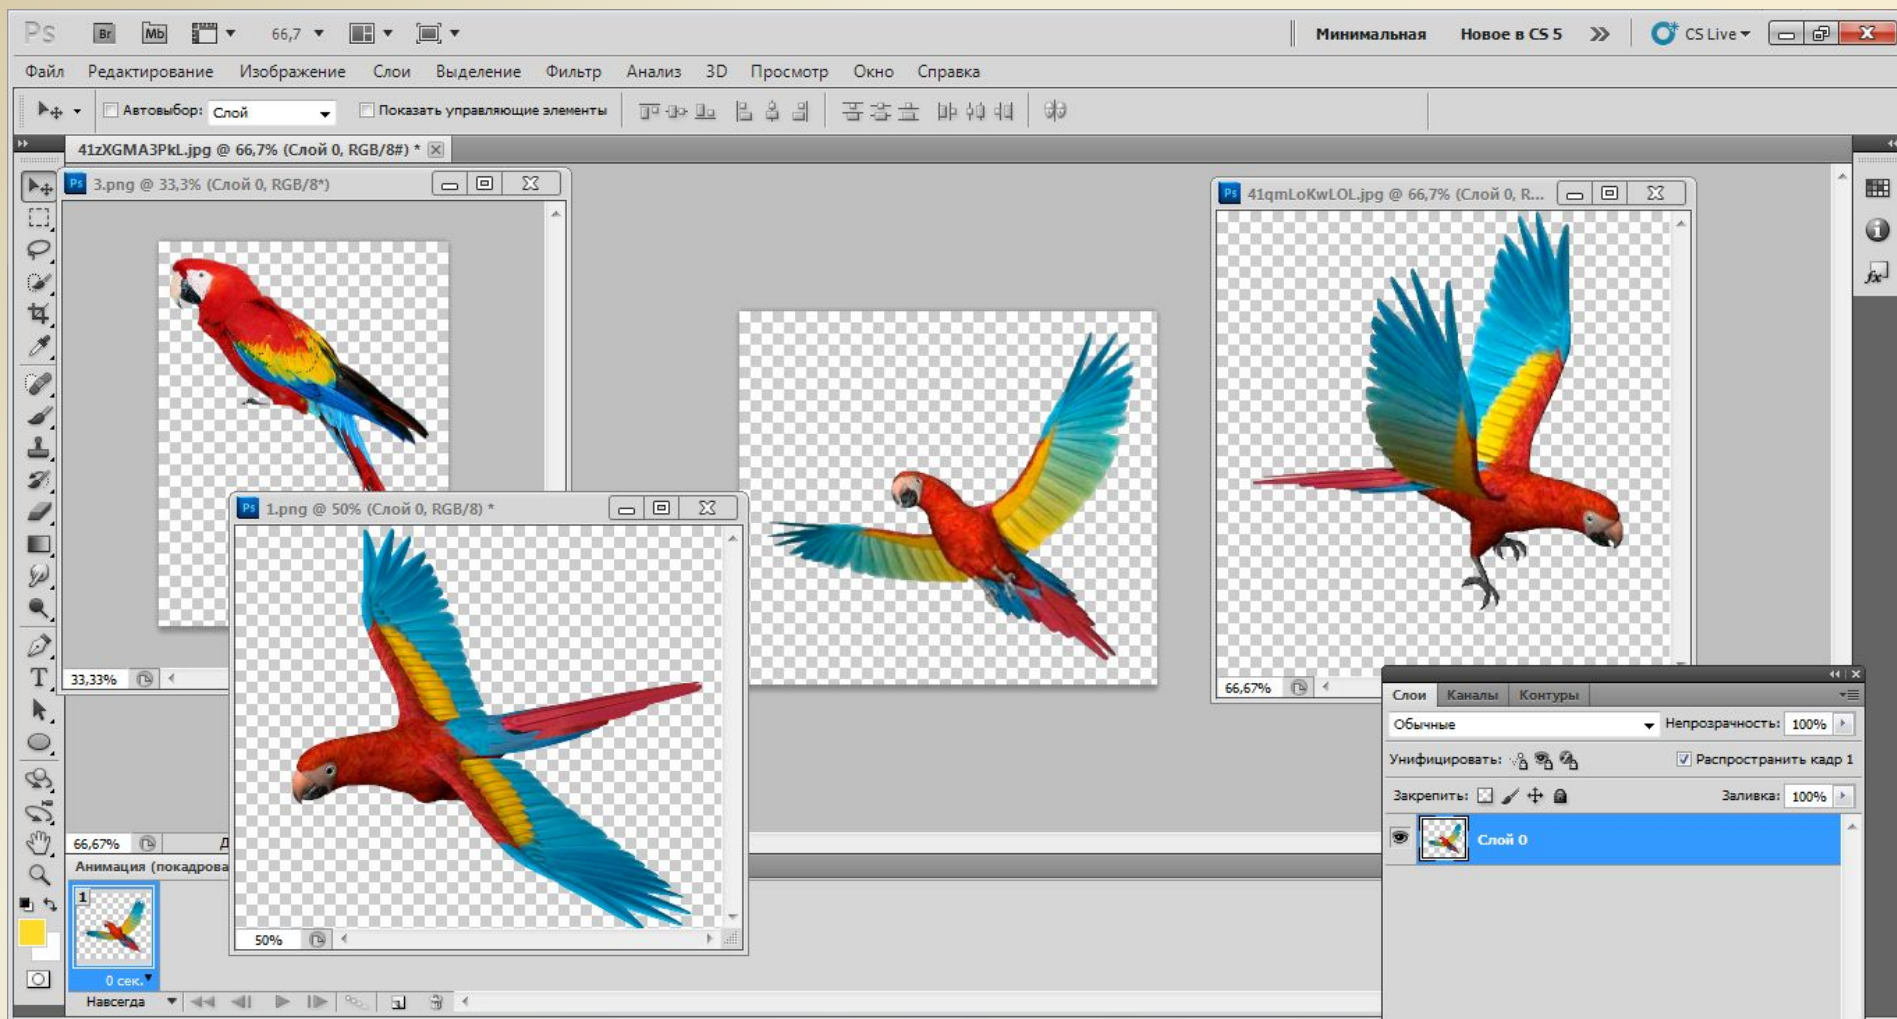 Ps Br Mb 66,7 Минимальная Новое в CS 5 CS Live
Файл Редактирование Изображение Слои Выделение Фильтр Анализ 3D Просмотр Окно Справка
Автовыбор: Слой Показать управляющие элементы
41zXGMA3PkL.jpg @ 66,7% (Слой 0, RGB/8#) *
Ps 3.png @ 33,3% (Слой 0, RGB/8*)
Ps 41qmLoKwLOL.jpg @ 66,7% (Слой 0, R...
33,33%
Ps 1.png @ 50% (Слой 0, RGB/8) *
50%
66,67%
Слои Каналы Контуры
Обычные Непрозрачность: 100%
Унифицировать: Распространить кадр 1
Закрепить: Заливка: 100%
Слой 0
66,67% Д
Анимация (покадрова
1
0 сек.
Навсегда
T
fx